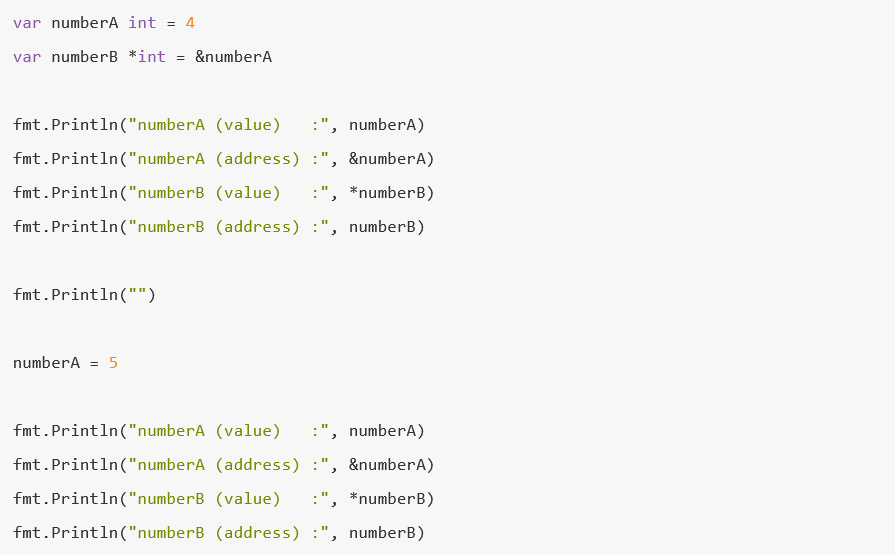 var numberA int = 4
var numberB *int = &numberA
fmt.Println("numberA (value)   :", numberA)
fmt.Println("numberA (address) :", &numberA)
fmt.Println("numberB (value)   :", *numberB)
fmt.Println("numberB (address) :", numberB)
fmt.Println("")
numberA = 5
fmt.Println("numberA (value)   :", numberA)
fmt.Println("numberA (address) :", &numberA)
fmt.Println("numberB (value)   :", *numberB)
fmt.Println("numberB (address) :", numberB)